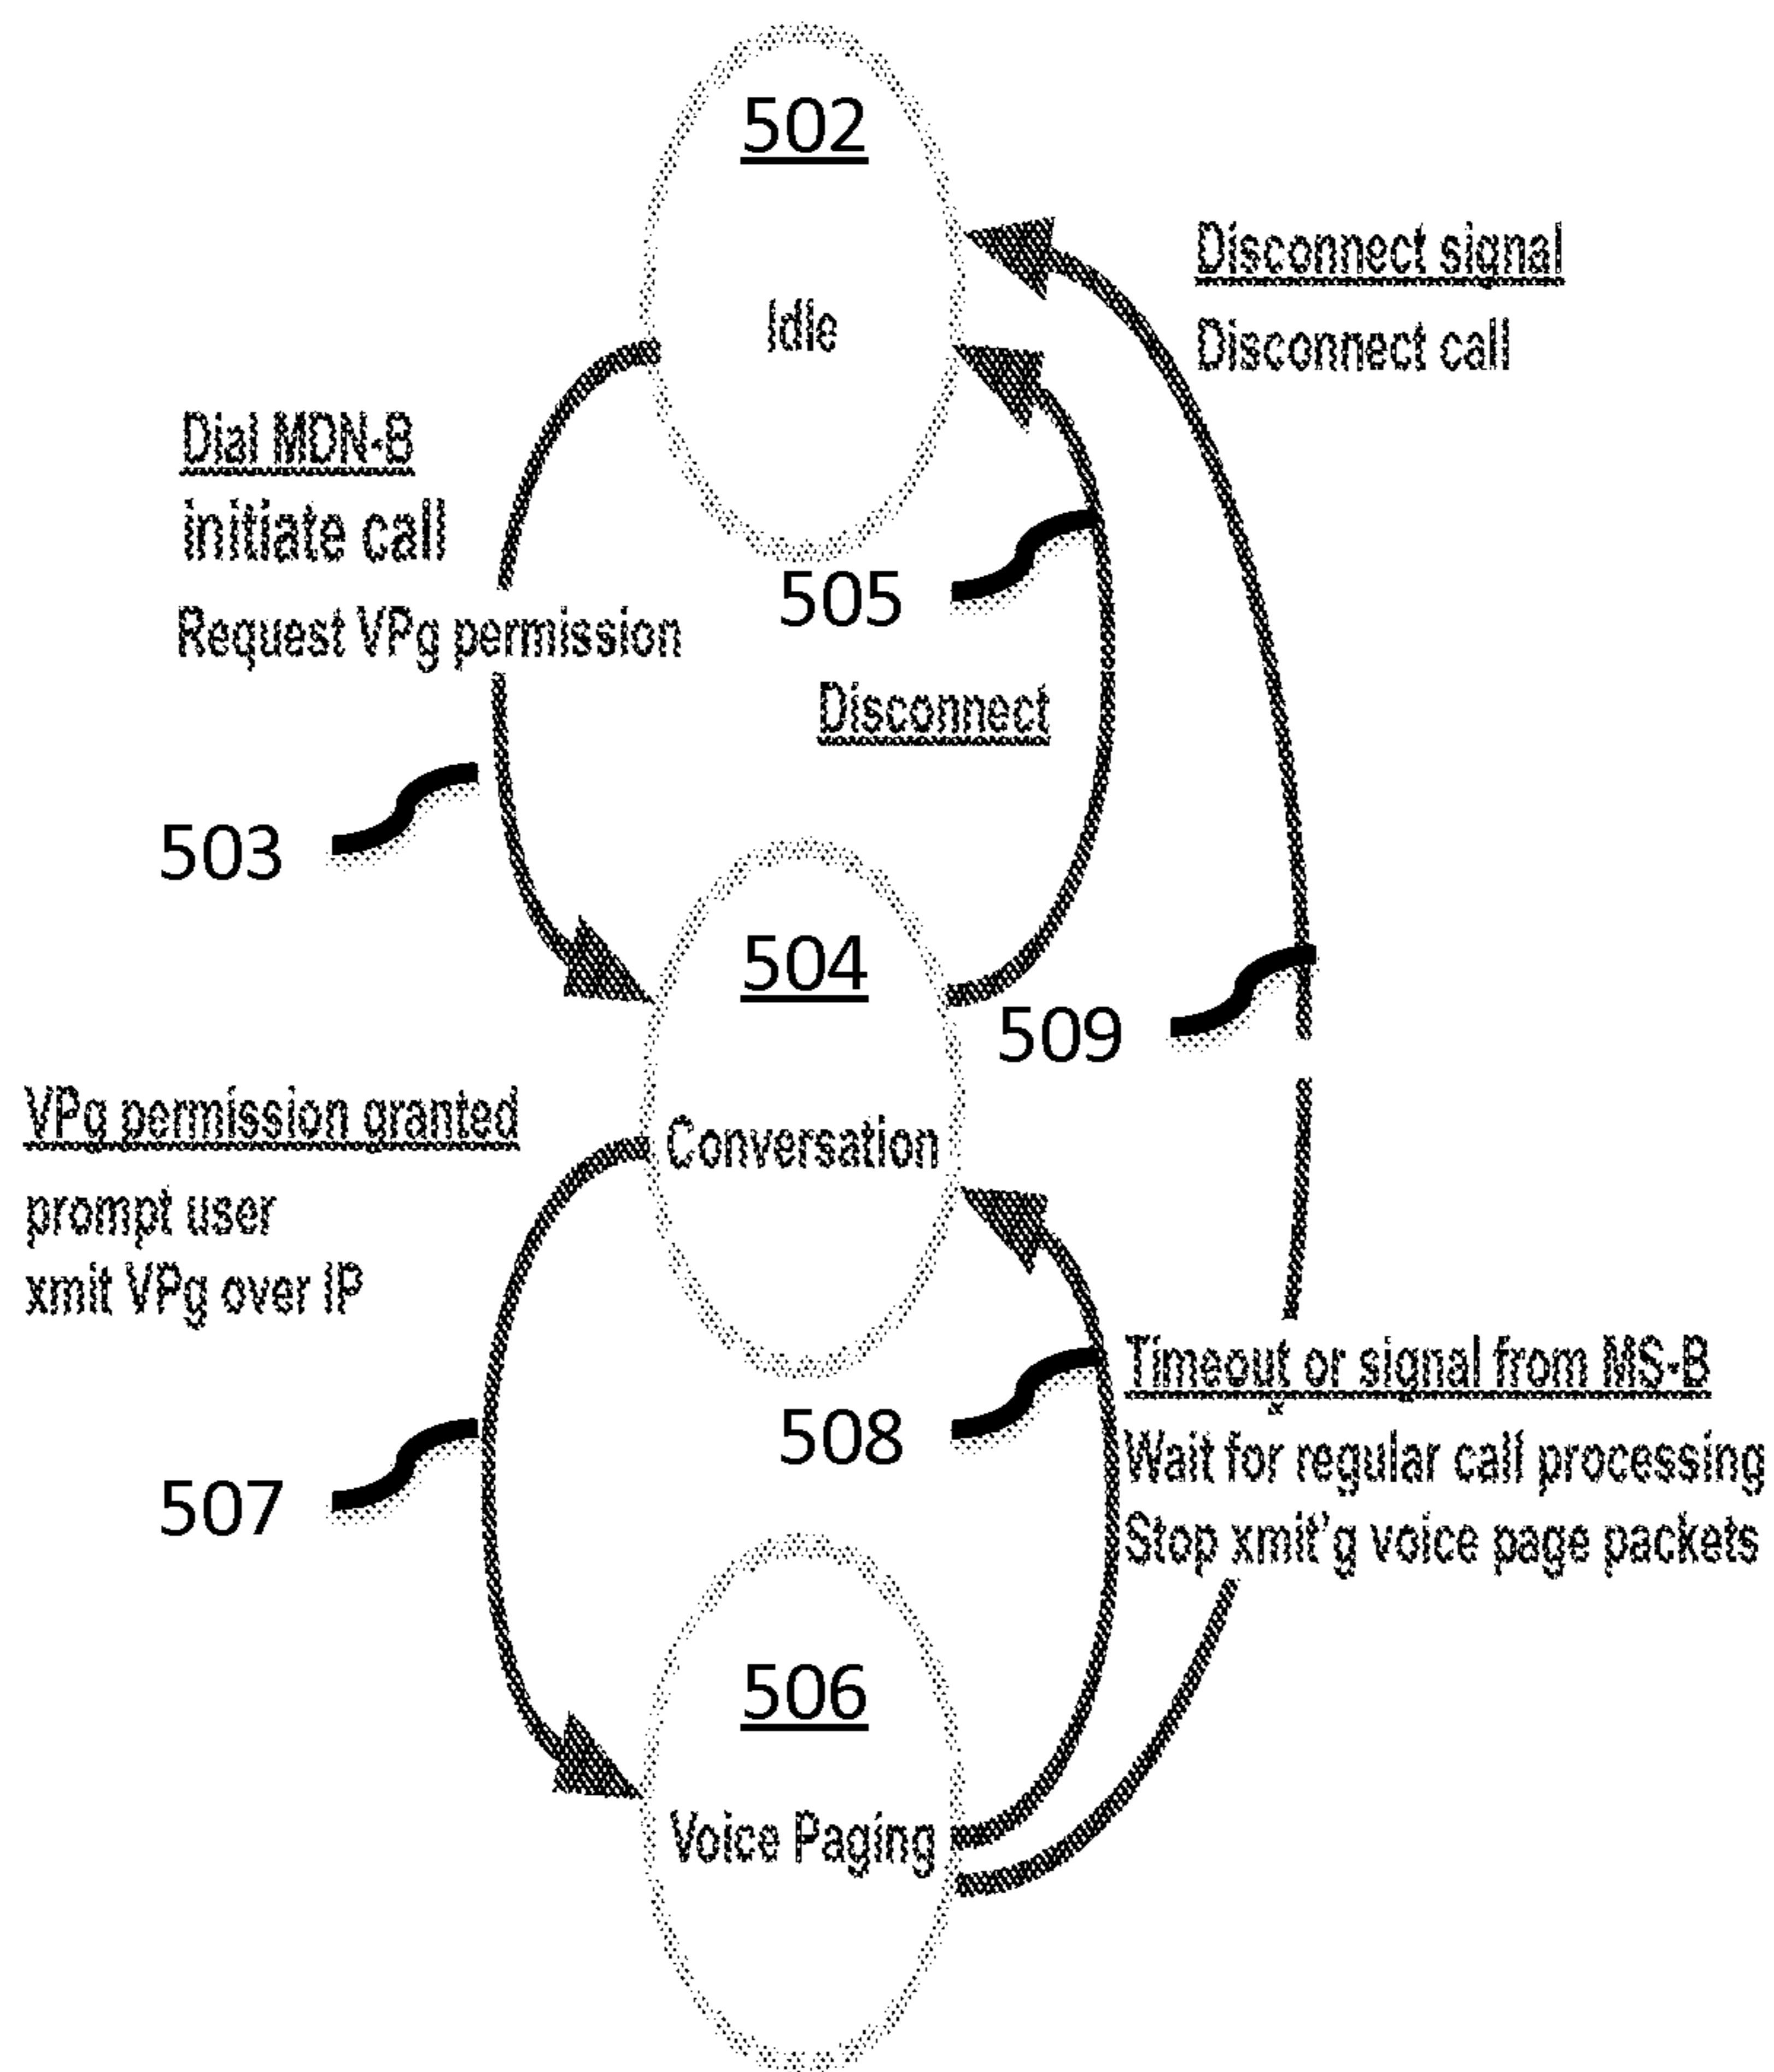 502
Idle
Disconnect signal
Disconnect call
Dial MDN-B
initiate call
Request VPg permission
505
Disconnect
503
504
Conversation
509
VPg permission granted
prompt user
xmit VPg over IP
508
Timeout or signal from MS-B
Wait for regular call processing
Stop xmit'g voice page packets
507
506
Voice Paging